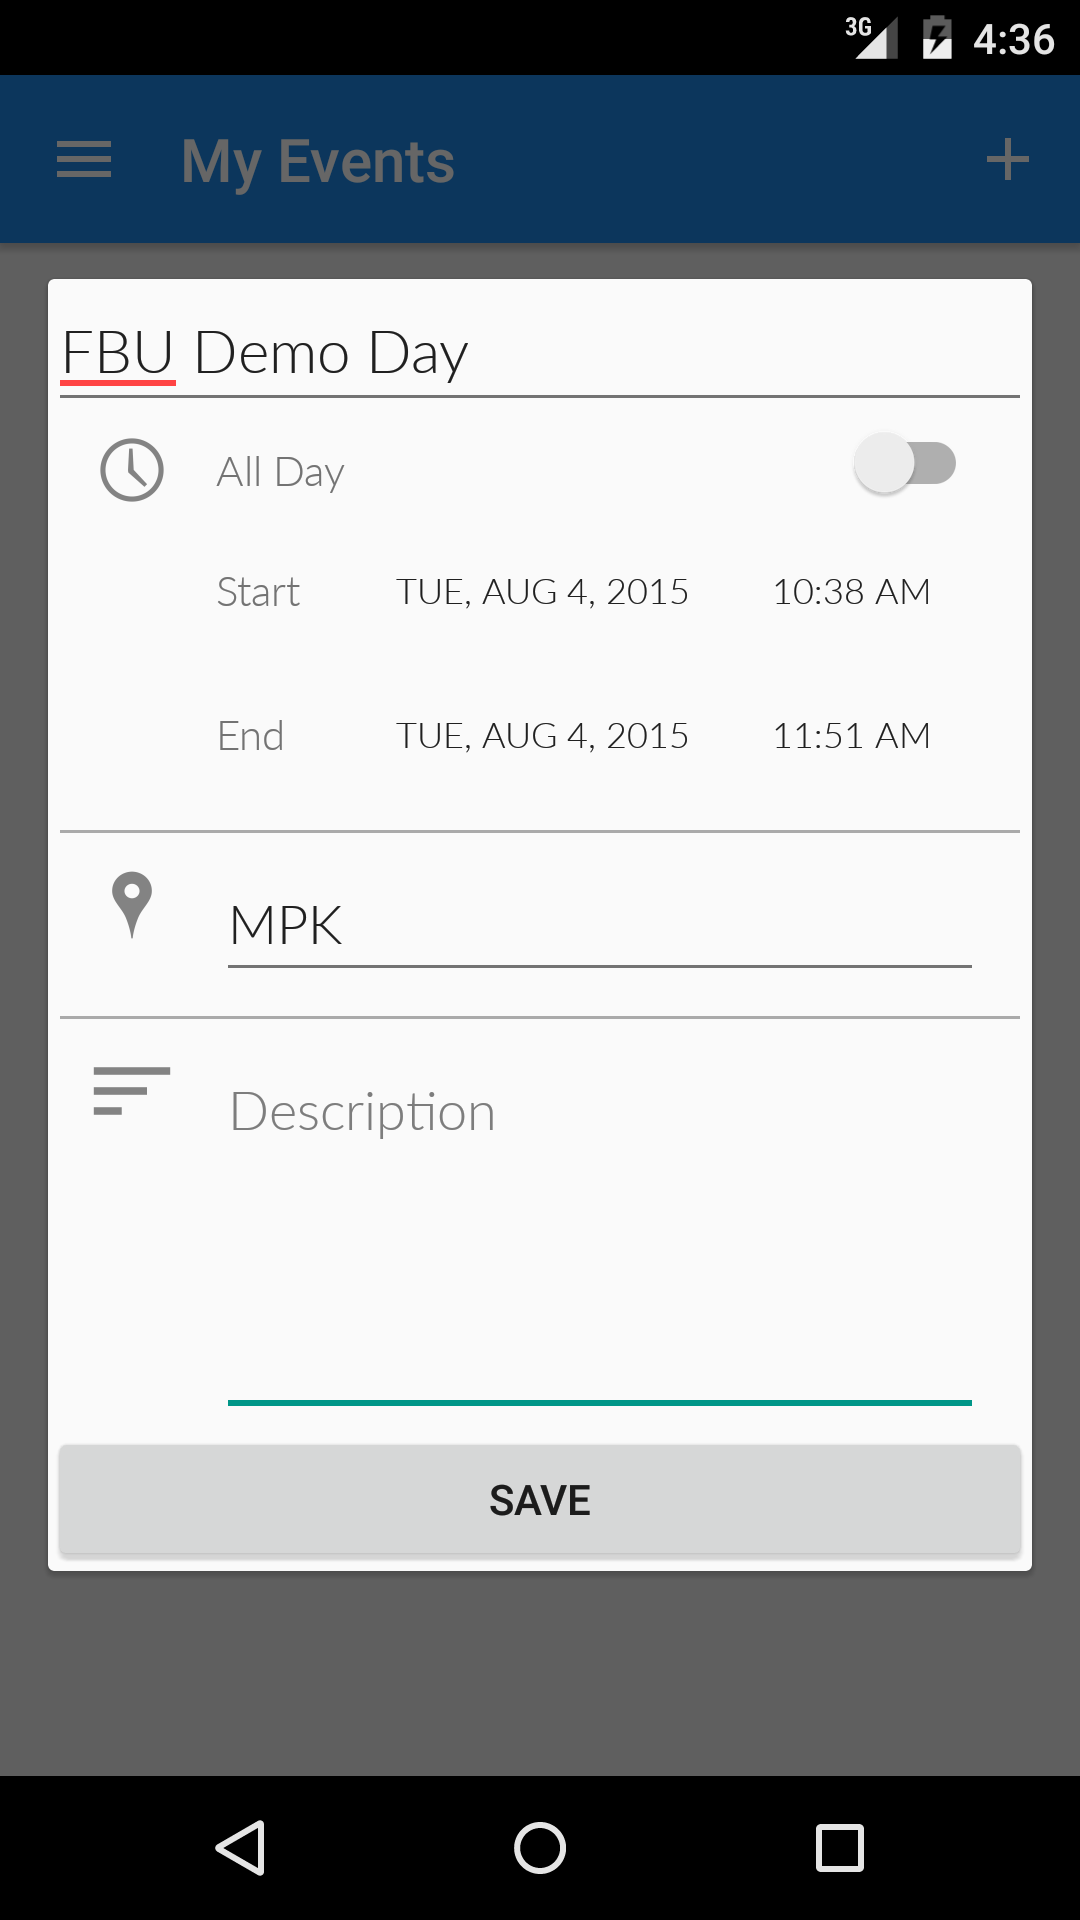 3G 4:36
My Events
FBU Demo Day
All Day
Start TUE, AUG 4, 2015 10:38 AM
End TUE, AUG 4, 2015 11:51 AM
MPK
Description
SAVE